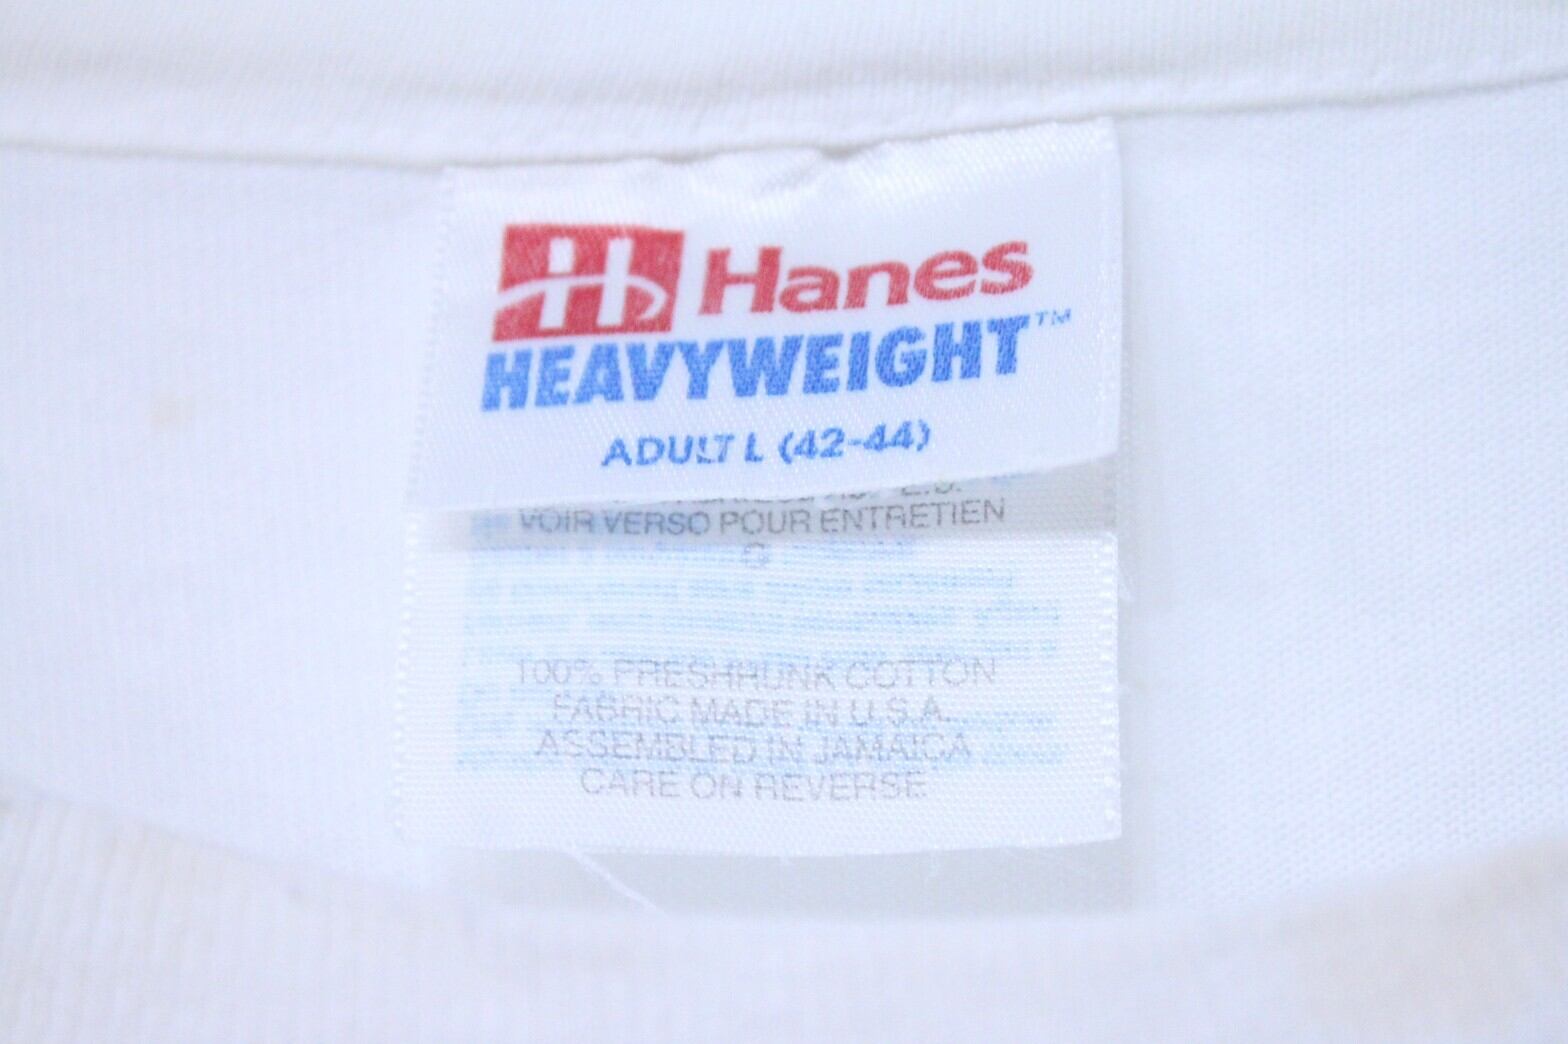 Hanes
HEAVYWEIGHT™
ADULT L (42-44)
VOIR VERSO POUR ENTRETIEN
G
100% PRESHRUNK COTTON
FABRIC MADE IN U.S.A.
ASSEMBLED IN JAMAICA
CARE ON REVERSE